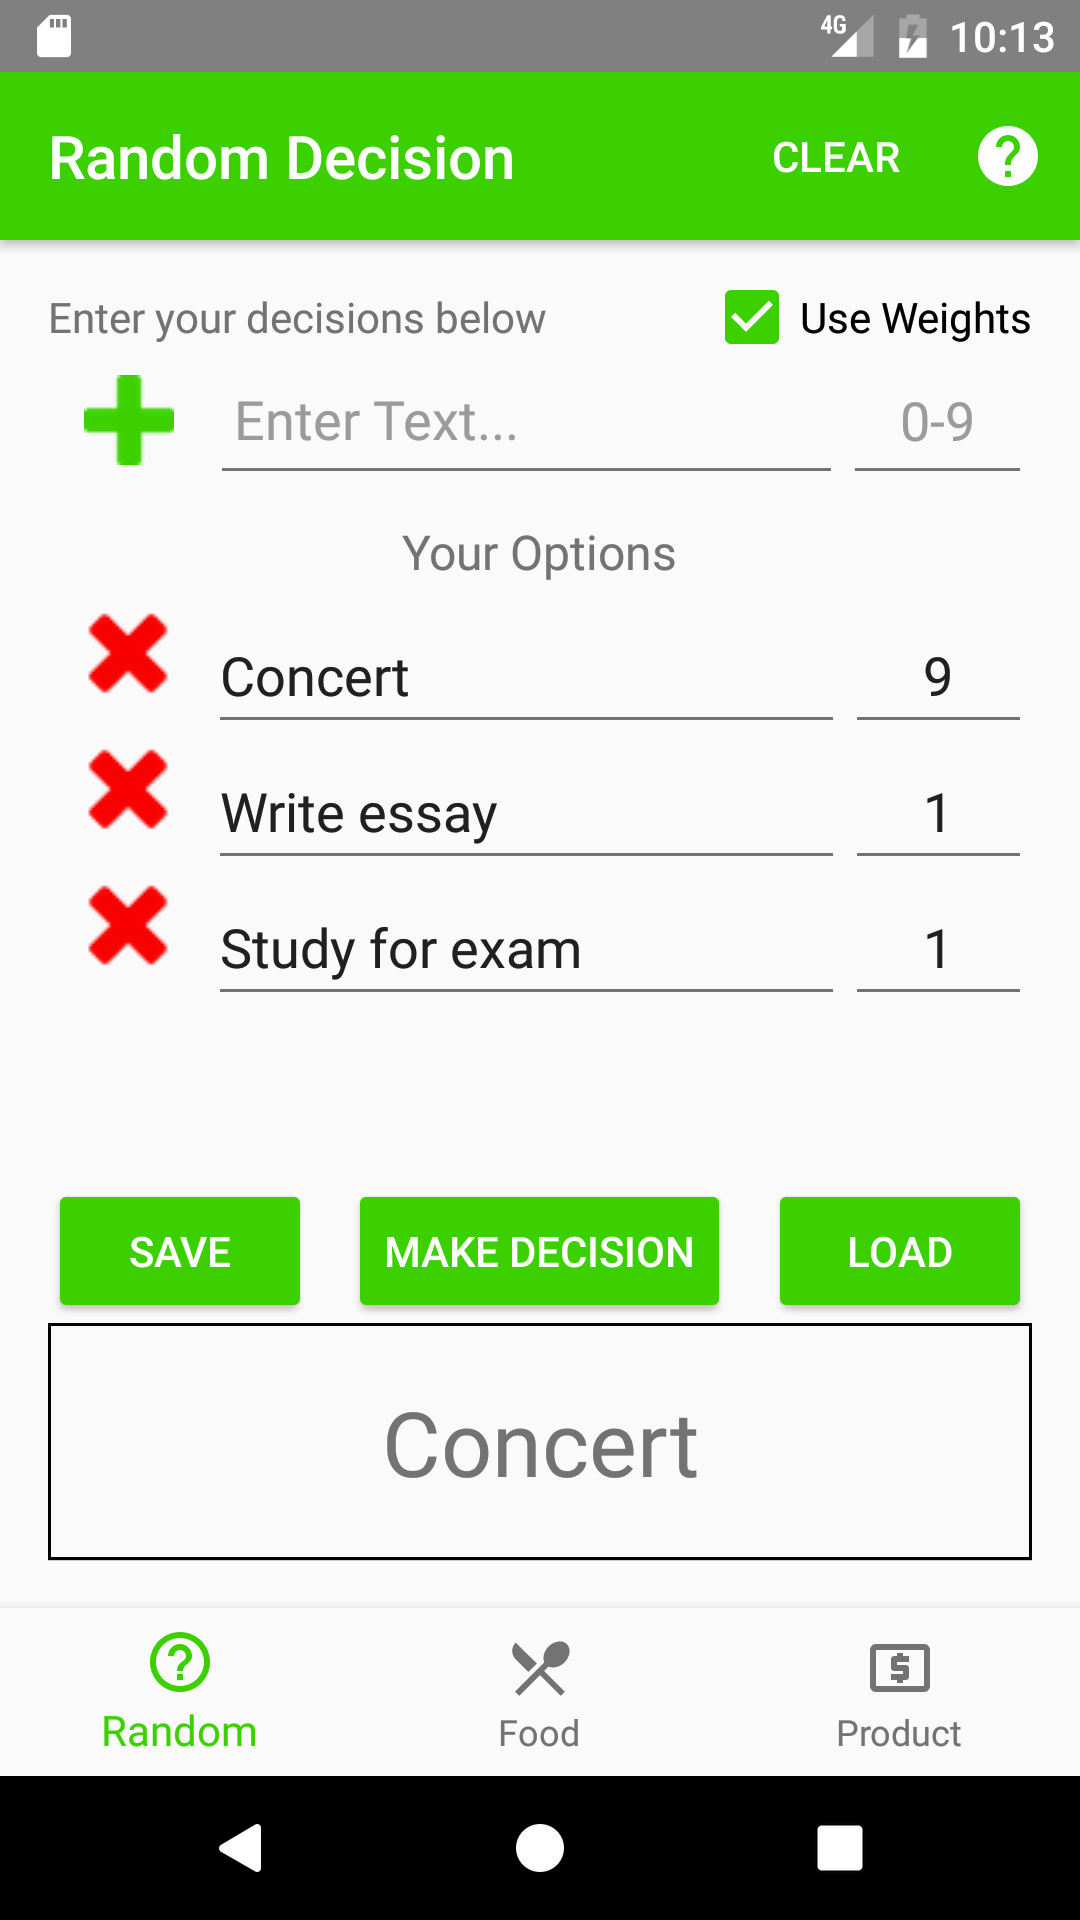 4G 10:13
Random Decision CLEAR
Enter your decisions below Use Weights
Enter Text... 0-9
Your Options
Concert 9
Write essay 1
Study for exam 1
SAVE MAKE DECISION LOAD
Concert
Random Food Product